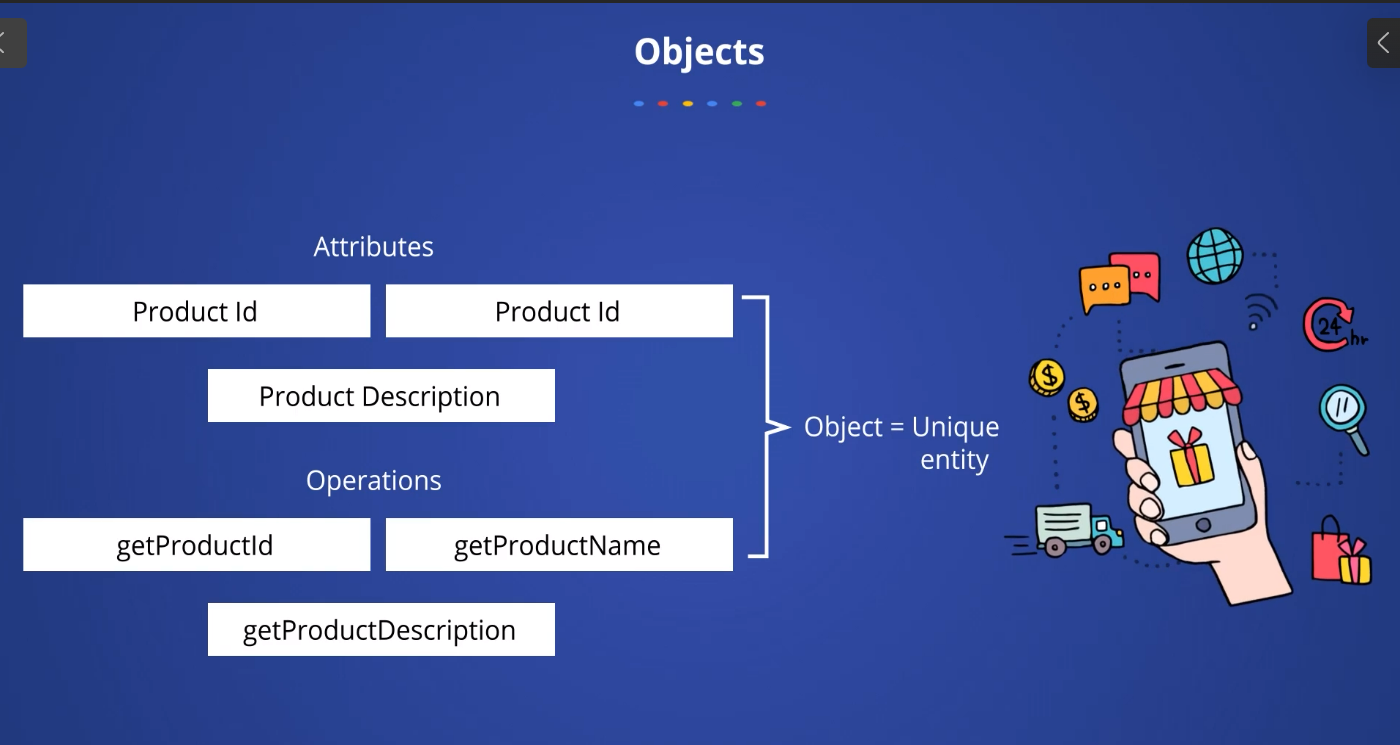 Objects
Attributes
Product Id
Product Id
Product Description
Operations
getProductId
getProductName
getProductDescription
Object = Unique
entity
$
$
24
hr